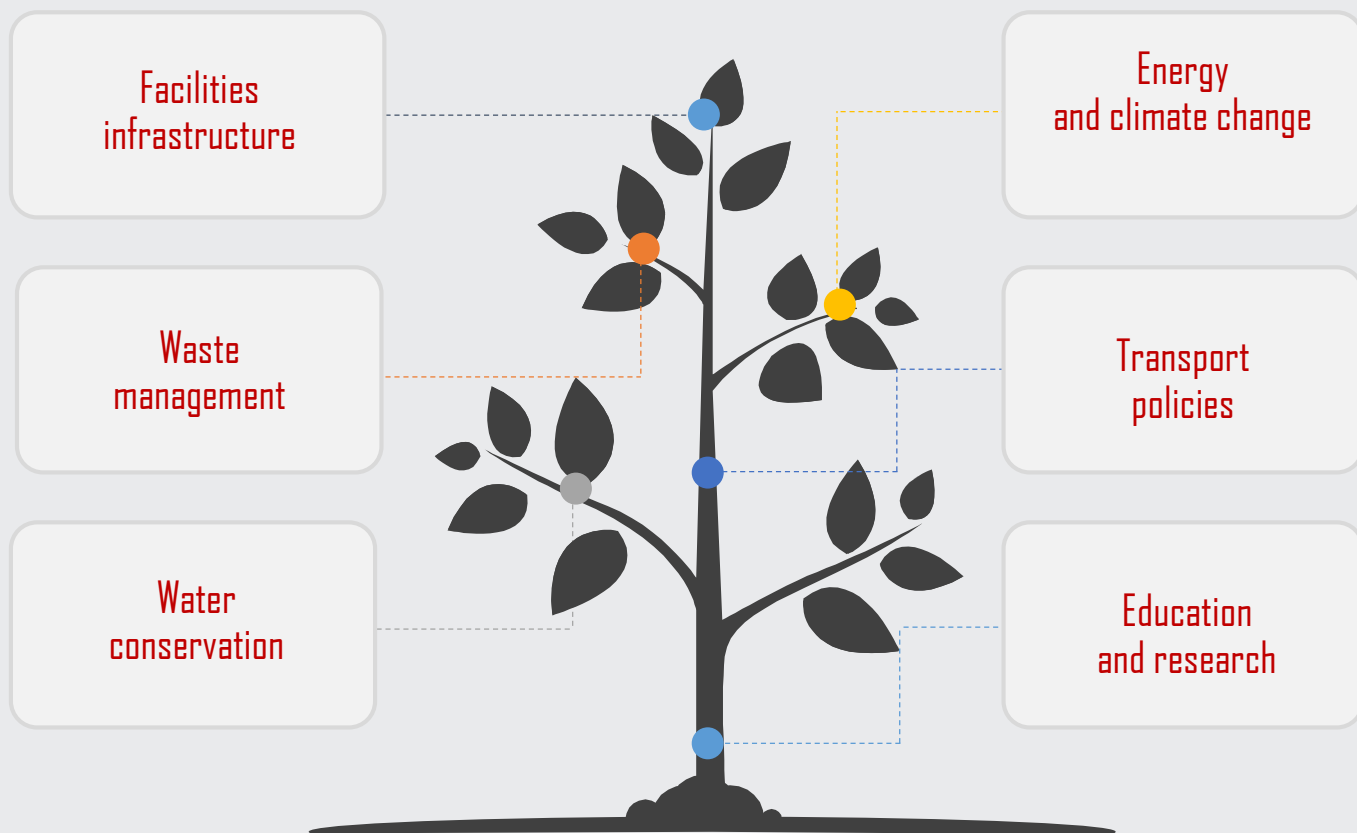 Facilities
infrastructure
Energy
and climate change
Waste
management
Transport
policies
Water
conservation
Education
and research